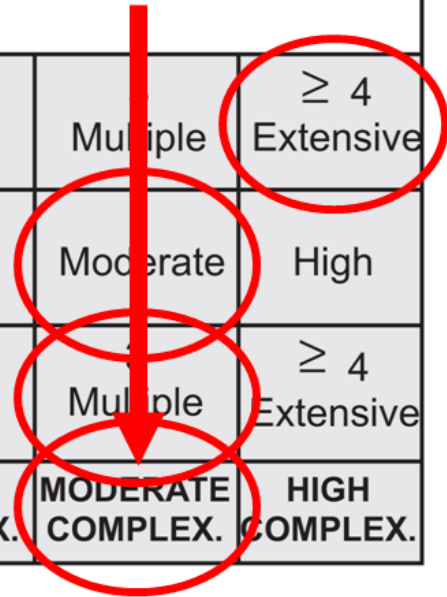 ≥ 4
Multiple Extensive
Moderate High
≥ 4
Multiple Extensive
MODERATE HIGH
X. COMPLEX. COMPLEX.